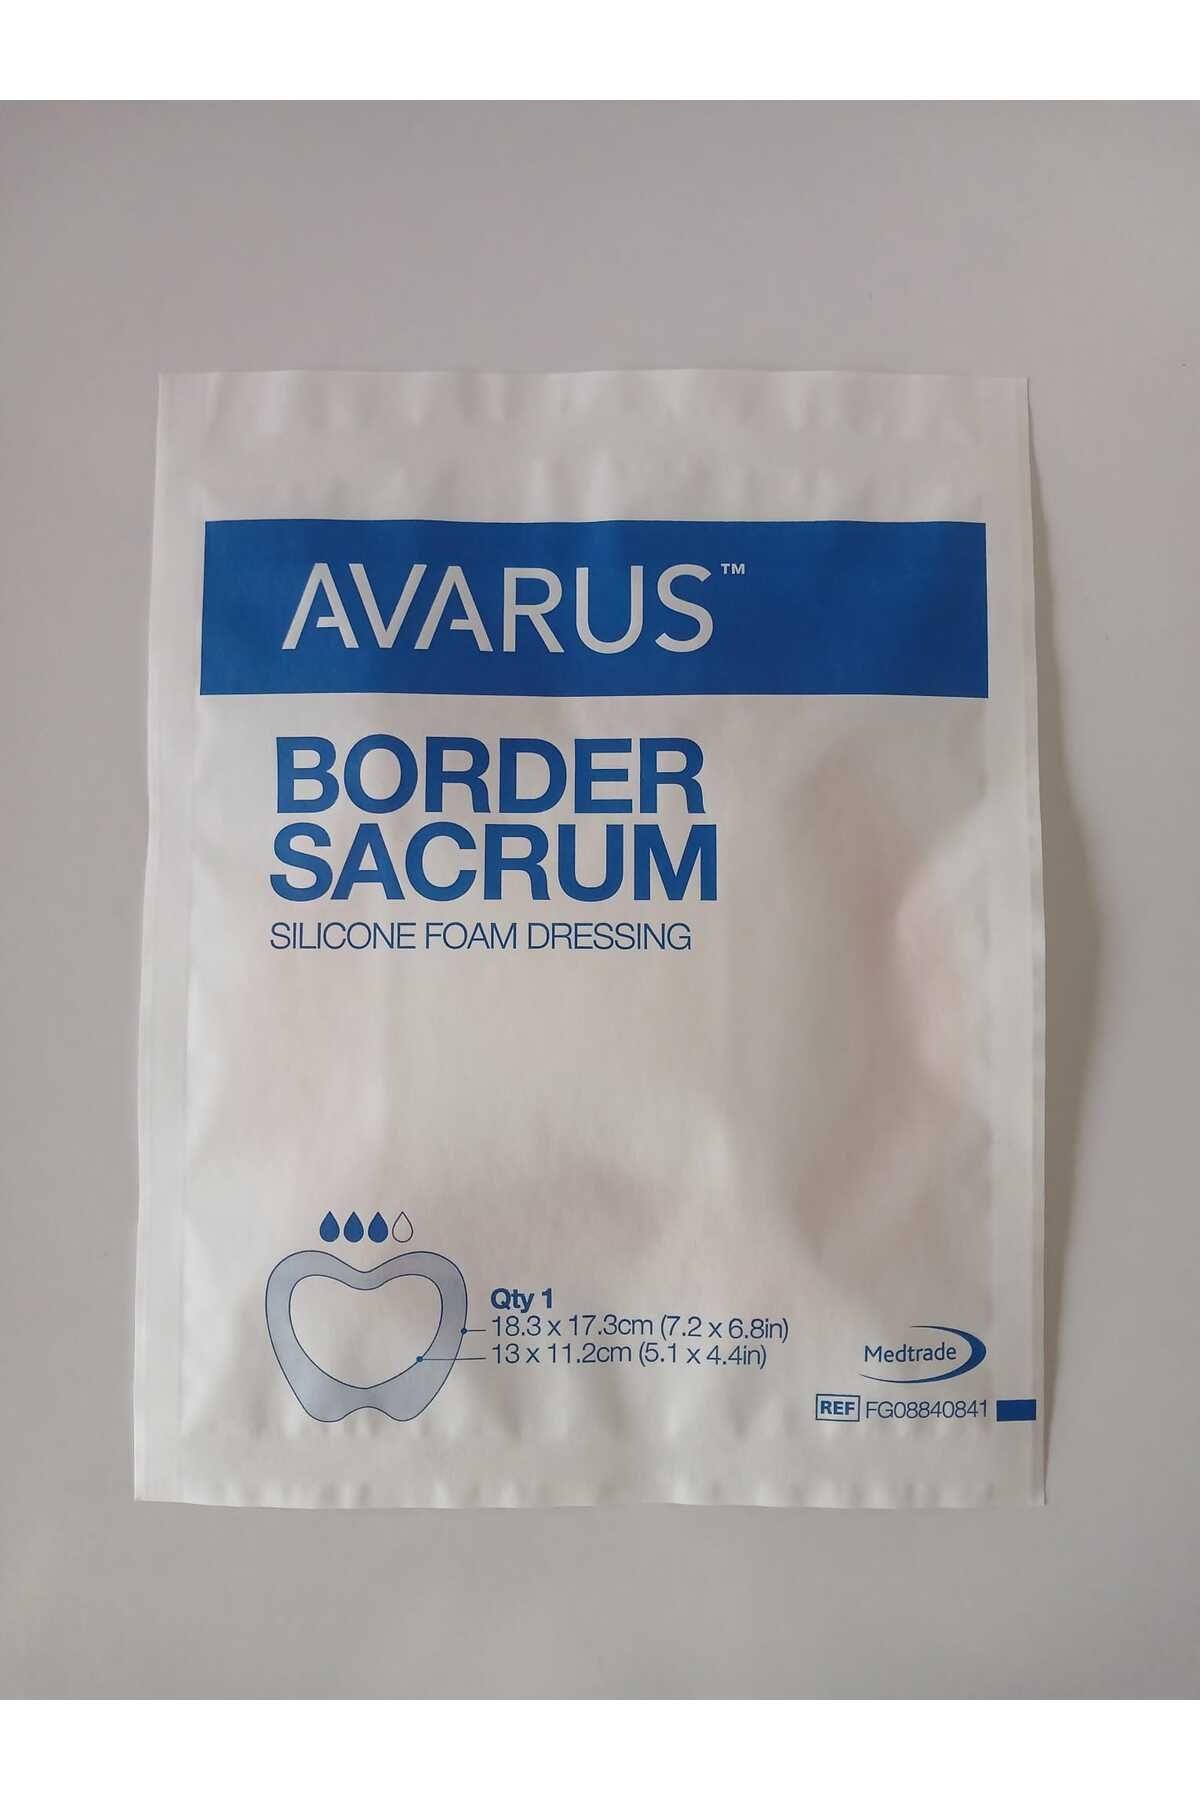 AVARUS™
BORDER
SACRUM
SILICONE FOAM DRESSING
Qty 1
18.3 x 17.3cm (7.2 x 6.8in)
13 x 11.2cm (5.1 x 4.4in)
Medtrade
REF FG08840841